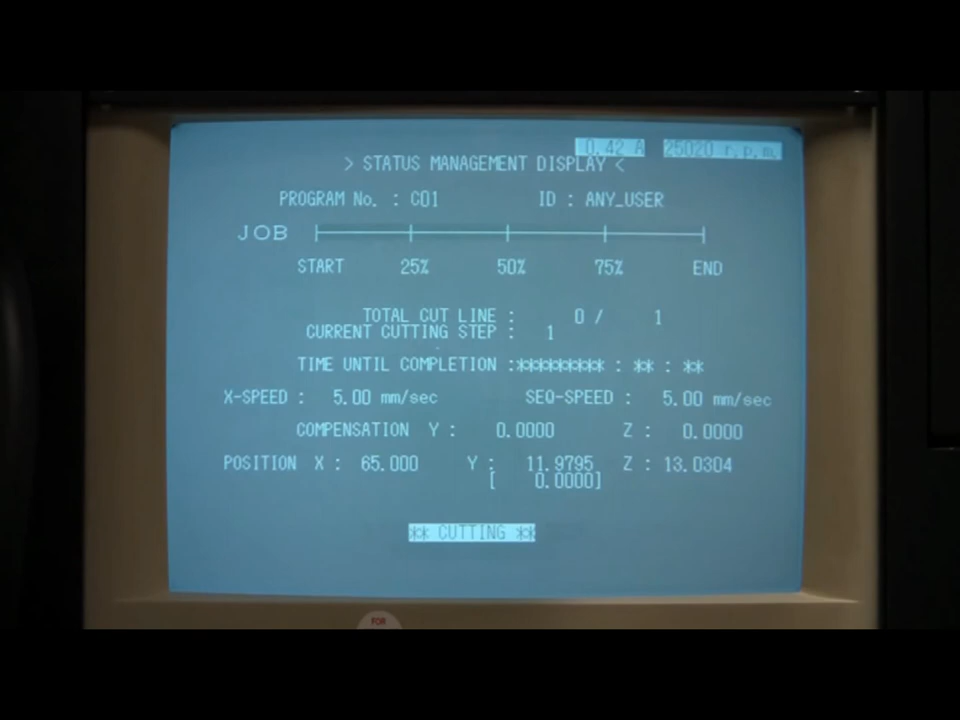 0.42 A 25020 r.p.m.
> STATUS MANAGEMENT DISPLAY <
PROGRAM No. : C01 ID : ANY_USER
JOB
START 25% 50% 75% END
TOTAL CUT LINE : 0 / 1
CURRENT CUTTING STEP : 1
TIME UNTIL COMPLETION :********* : ** : **
X-SPEED : 5.00 mm/sec SEQ-SPEED : 5.00 mm/sec
COMPENSATION Y : 0.0000 Z : 0.0000
POSITION X : 65.000 Y : 11.9795 Z : 13.0304
[ 0.0000]
** CUTTING **
FOR